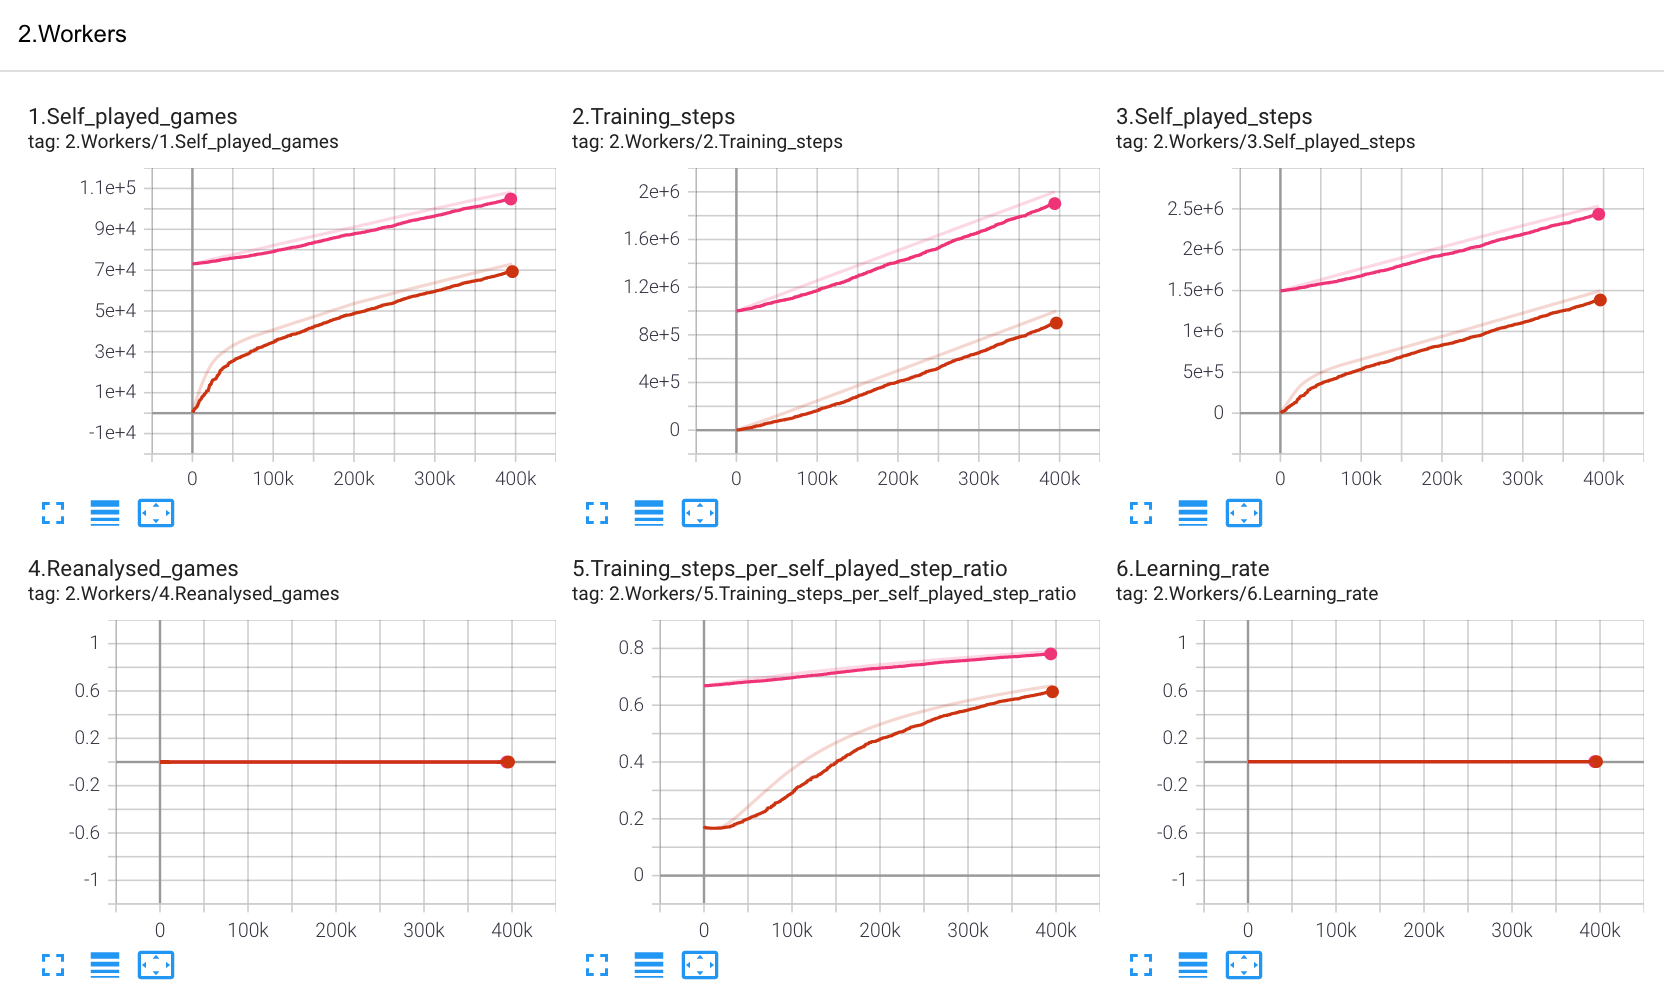 2.Workers
1.Self_played_games
tag: 2.Workers/1.Self_played_games
1.1e+5
9e+4
7e+4
5e+4
3e+4
1e+4
-1e+4
0 100k 200k 300k 400k
2.Training_steps
tag: 2.Workers/2.Training_steps
2e+6
1.6e+6
1.2e+6
8e+5
4e+5
0
0 100k 200k 300k 400k
3.Self_played_steps
tag: 2.Workers/3.Self_played_steps
2.5e+6
2e+6
1.5e+6
1e+6
5e+5
0
0 100k 200k 300k 400k
4.Reanalysed_games
tag: 2.Workers/4.Reanalysed_games
1
0.6
0.2
-0.2
-0.6
-1
0 100k 200k 300k 400k
5.Training_steps_per_self_played_step_ratio
tag: 2.Workers/5.Training_steps_per_self_played_step_ratio
0.8
0.6
0.4
0.2
0
0 100k 200k 300k 400k
6.Learning_rate
tag: 2.Workers/6.Learning_rate
1
0.6
0.2
-0.2
-0.6
-1
0 100k 200k 300k 400k